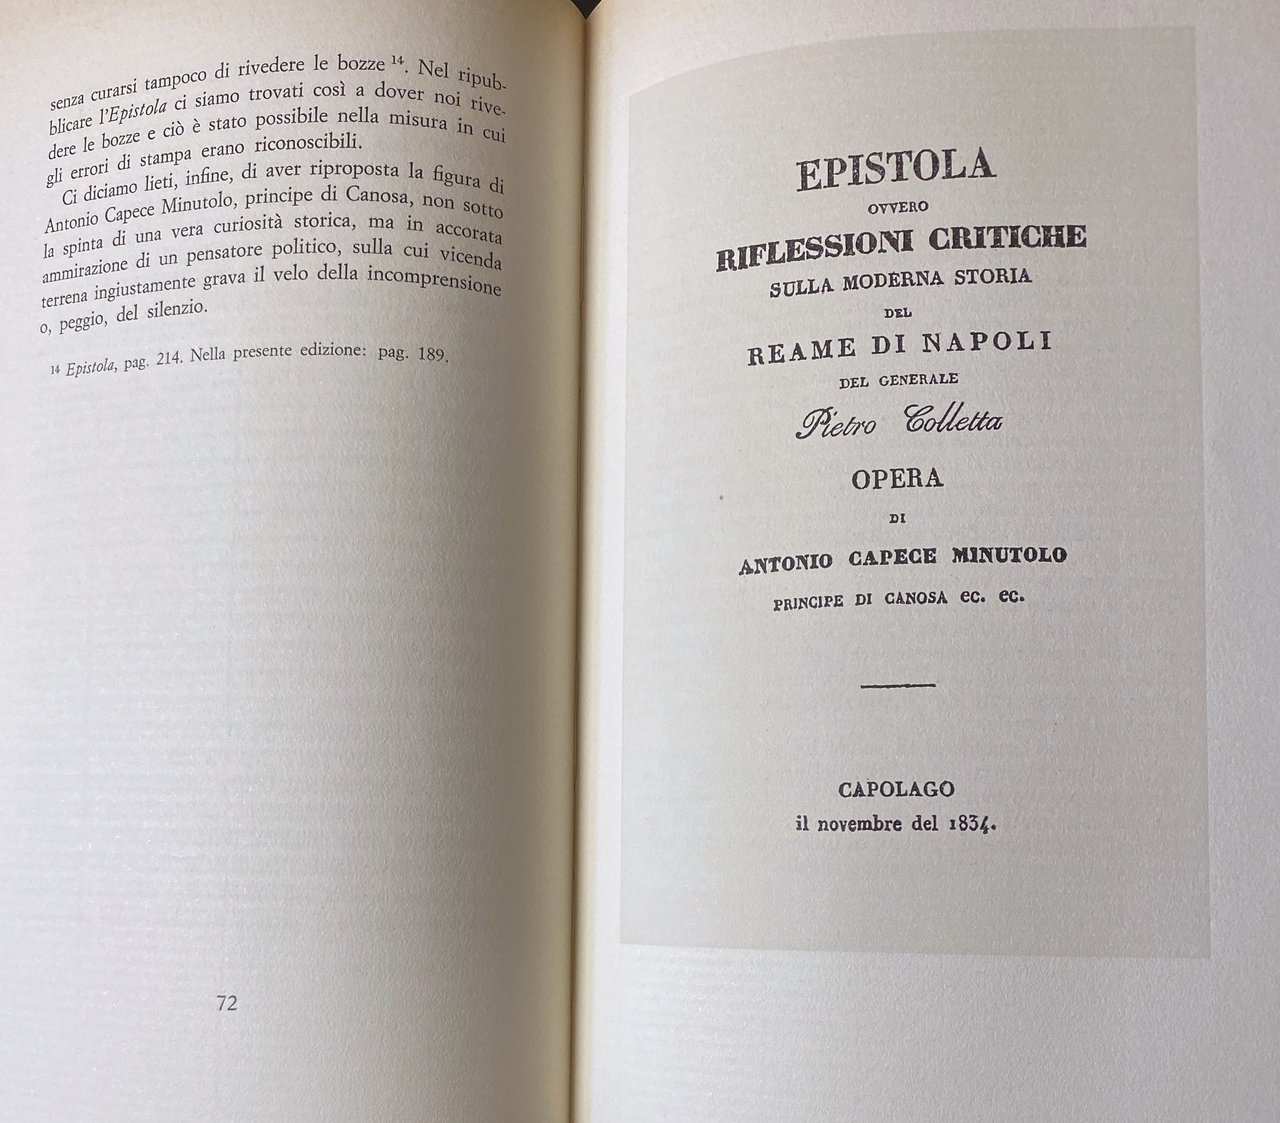 senza curarsi tampoco di rivedere le bozze ¹⁴. Nel ripub-
blicare l'Epistola ci siamo trovati così a dover noi rive-
dere le bozze e ciò è stato possibile nella misura in cui
gli errori di stampa erano riconoscibili.
Ci diciamo lieti, infine, di aver riproposta la figura di
Antonio Capece Minutolo, principe di Canosa, non sotto
la spinta di una vera curiosità storica, ma in accorata
ammirazione di un pensatore politico, sulla cui vicenda
terrena ingiustamente grava il velo della incomprensione
o, peggio, del silenzio.
¹⁴ Epistola, pag. 214. Nella presente edizione: pag. 189.
72
EPISTOLA
OVVERO
RIFLESSIONI CRITICHE
SULLA MODERNA STORIA
DEL
REAME DI NAPOLI
DEL GENERALE
Pietro Colletta
OPERA
DI
ANTONIO CAPECE MINUTOLO
PRINCIPE DI CANOSA ec. ec.
CAPOLAGO
il novembre del 1834.